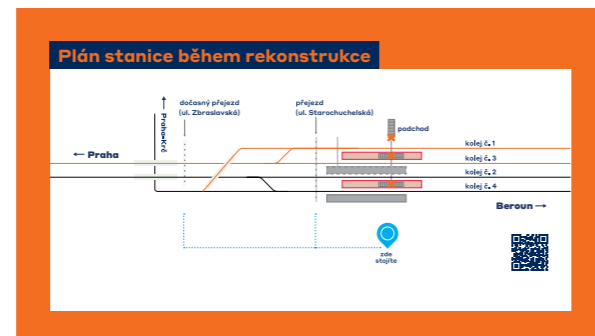 Plán stanice během rekonstrukce
dočasný přejezd
(ul. Zbraslavská)
přejezd
(ul. Starochuchelská)
Praha-Krč
podchod
← Praha
kolej č. 1
kolej č. 3
kolej č. 2
kolej č. 4
Beroun →
zde
stojíte